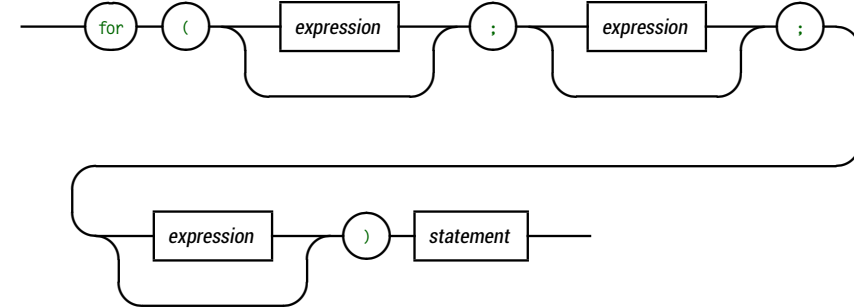 for ( expression ; expression ;
expression ) statement